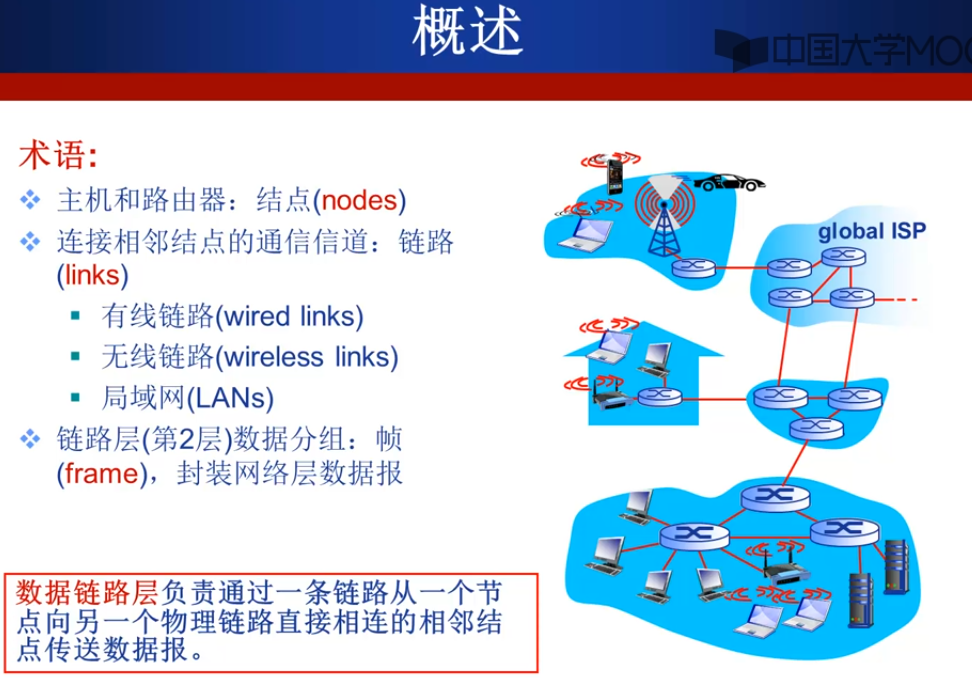 概述
中国大学MOO
术语:
主机和路由器：结点(nodes)
连接相邻结点的通信信道：链路
(links)
有线链路(wired links)
无线链路(wireless links)
局域网(LANs)
链路层(第2层)数据分组：帧
(frame)，封装网络层数据报
数据链路层负责通过一条链路从一个节
点向另一个物理链路直接相连的相邻结
点传送数据报。
global ISP